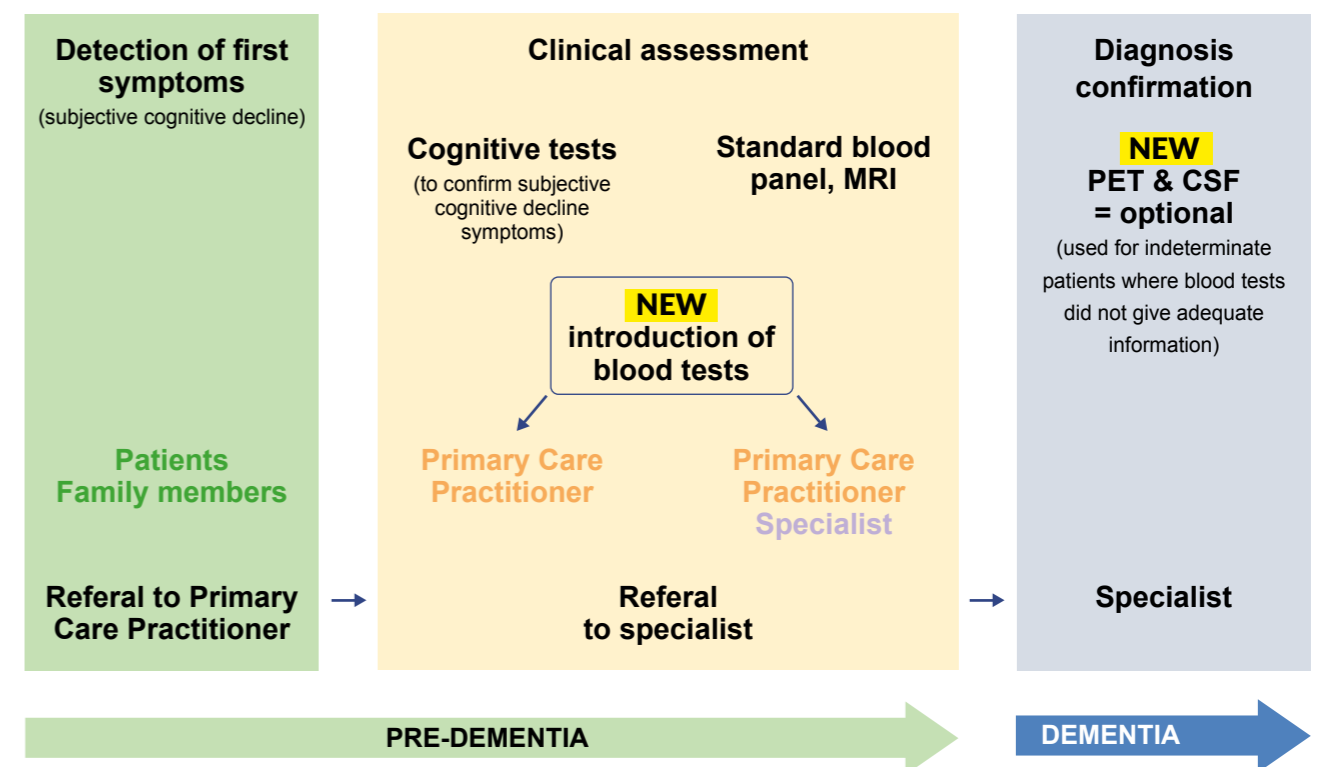 Detection of first
symptoms
(subjective cognitive decline)
Patients
Family members
Referal to Primary
Care Practitioner
Clinical assessment
Cognitive tests
(to confirm subjective
cognitive decline
symptoms)
Standard blood
panel, MRI
NEW
introduction of
blood tests
Primary Care
Practitioner
Primary Care
Practitioner
Specialist
Referal
to specialist
Diagnosis
confirmation
NEW
PET & CSF
= optional
(used for indeterminate
patients where blood tests
did not give adequate
information)
Specialist
PRE-DEMENTIA
DEMENTIA